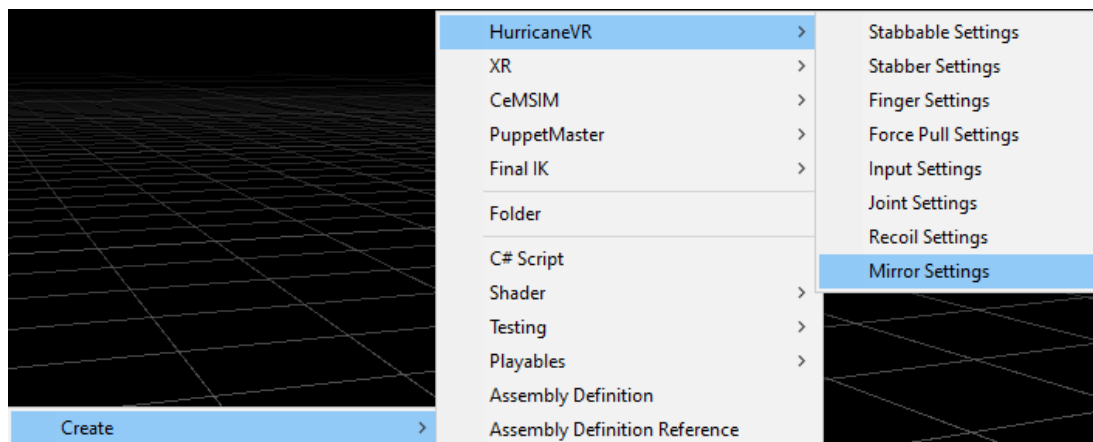 Create
HurricaneVR
XR
CeMSIM
PuppetMaster
Final IK
Folder
C# Script
Shader
Testing
Playables
Assembly Definition
Assembly Definition Reference
Stabbable Settings
Stabber Settings
Finger Settings
Force Pull Settings
Input Settings
Joint Settings
Recoil Settings
Mirror Settings